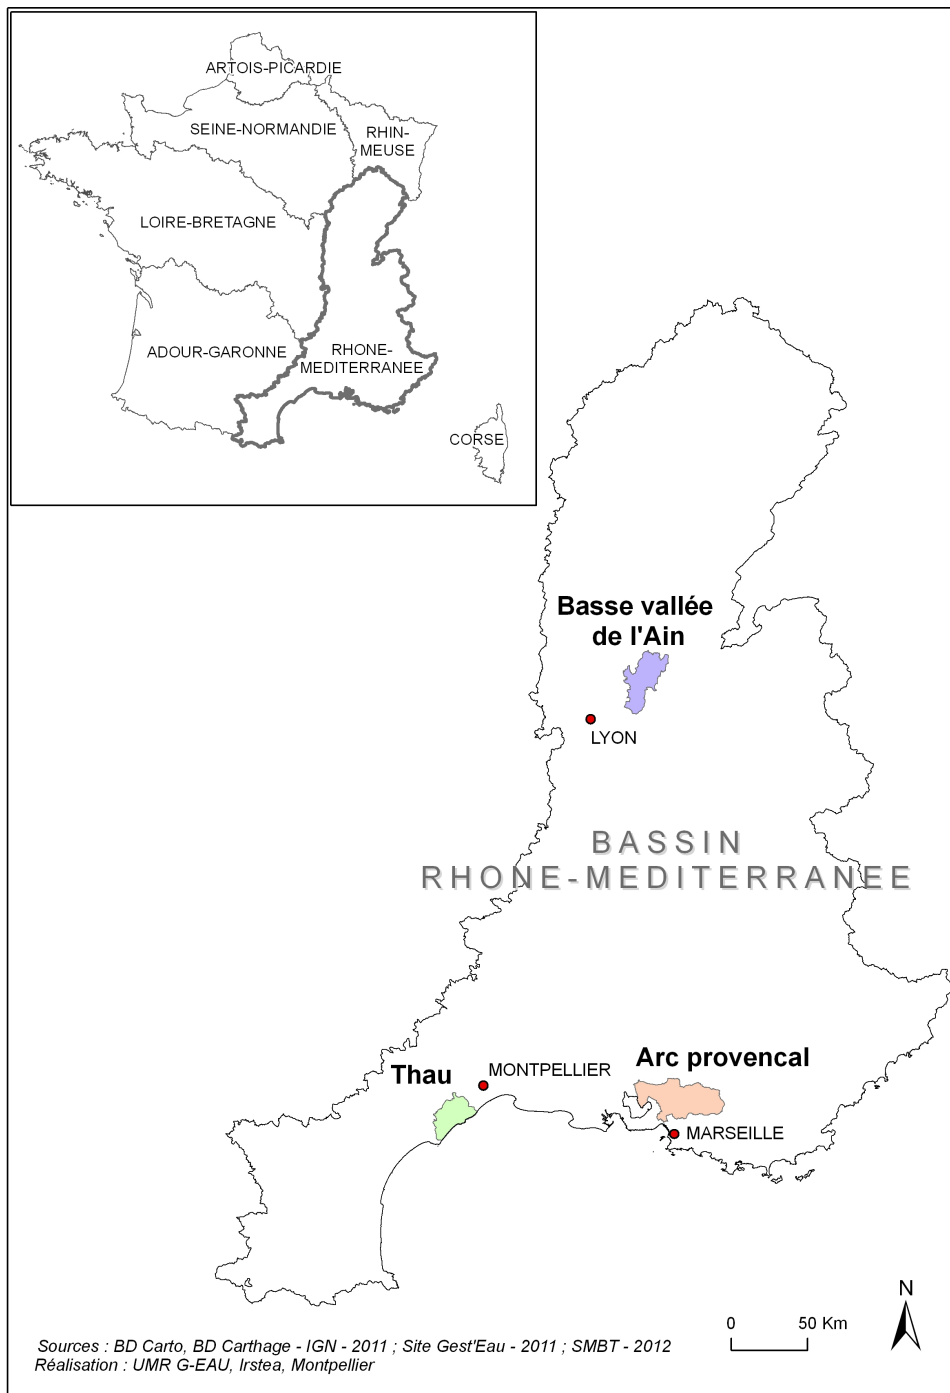 ARTOIS-PICARDIE
SEINE-NORMANDIE
RHIN-
MEUSE
LOIRE-BRETAGNE
ADOUR-GARONNE
RHONE-
MEDITERRANEE
CORSE
Basse vallée
de l'Ain
LYON
BASSIN
RHONE-MEDITERRANEE
Thau
MONTPELLIER
Arc provencal
MARSEILLE
N
0 50 Km
Sources : BD Carto, BD Carthage - IGN - 2011 ; Site Gest'Eau - 2011 ; SMBT - 2012
Réalisation : UMR G-EAU, Irstea, Montpellier